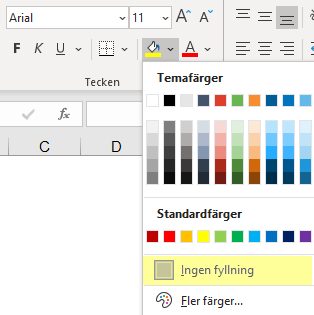 Arial 11 A A
F K U A
Tecken
fx
C D
Temafärger
Standardfärger
Ingen fyllning
Fler färger...